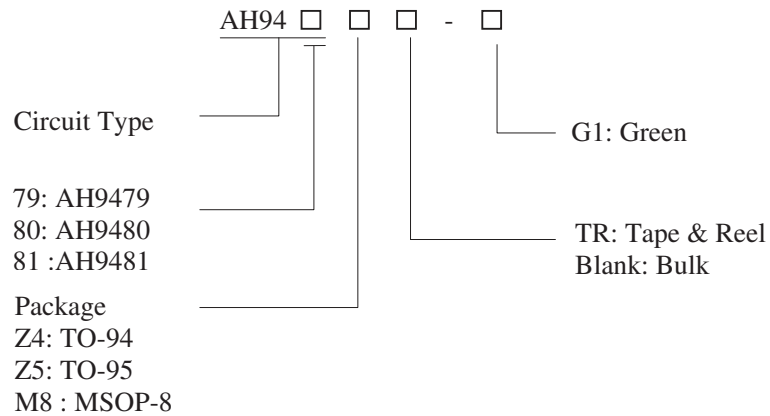 AH94 □ □ □ - □
Circuit Type
G1: Green
79: AH9479
80: AH9480
81 :AH9481
TR: Tape & Reel
Blank: Bulk
Package
Z4: TO-94
Z5: TO-95
M8 : MSOP-8